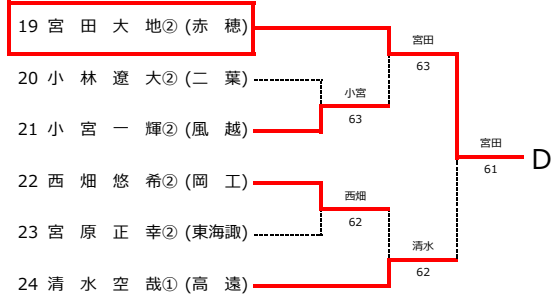 19 宮 田 大 地② (赤 穂)
宮田
63
20 小 林 遼 大② (二 葉)
小宮
63
21 小 宮 一 輝② (風 越)
宮田
61
D
22 西 畑 悠 希② (岡 工)
西畑
62
23 宮 原 正 幸② (東海諏)
清水
62
24 清 水 空 哉① (高 遠)